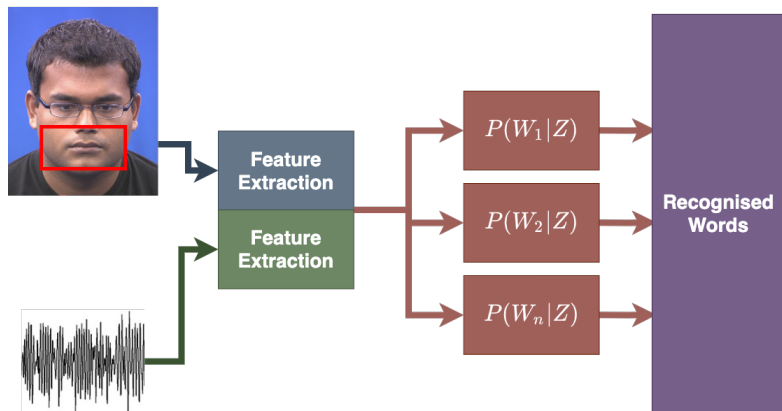 Feature
Extraction
Feature
Extraction
P(W₁|Z)
P(W₂|Z)
P(Wₙ|Z)
Recognised
Words